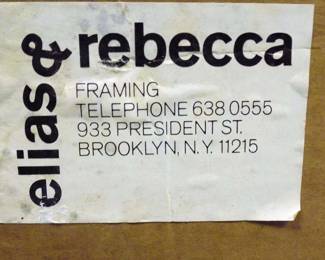 elias &
rebecca
FRAMING
TELEPHONE 638 0555
933 PRESIDENT ST.
BROOKLYN, N.Y. 11215